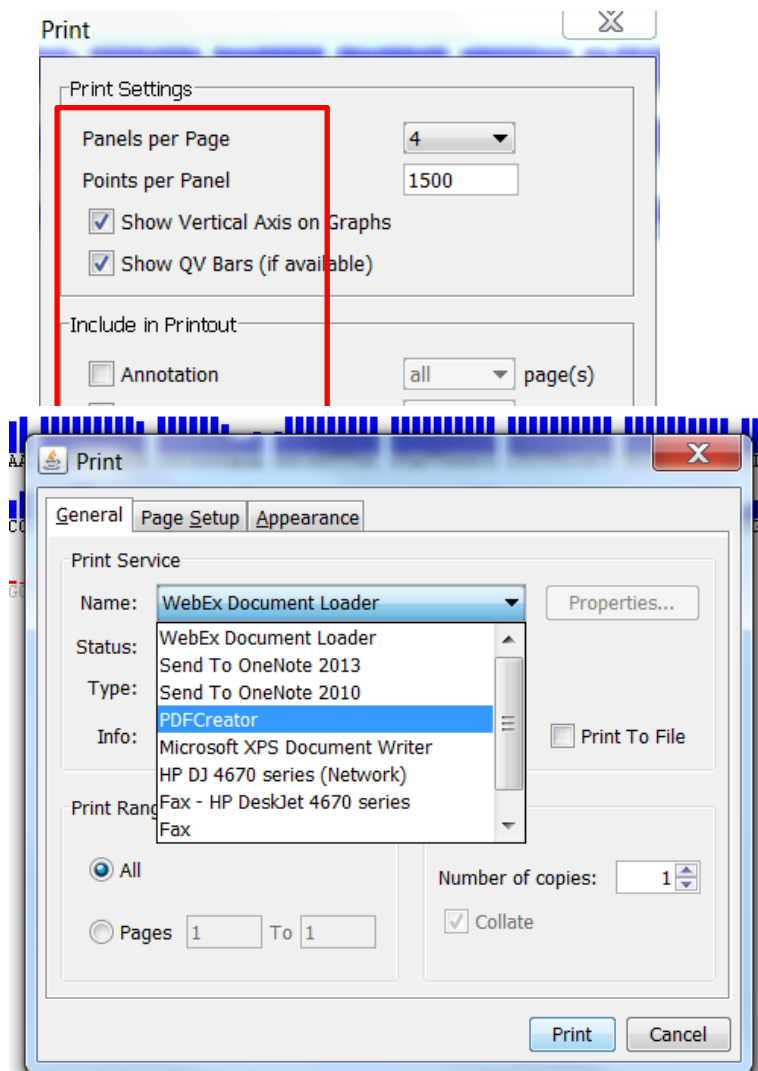 Print
Print Settings
Panels per Page 4
Points per Panel 1500
Show Vertical Axis on Graphs
Show QV Bars (if available)
Include in Printout
Annotation all page(s)
AA
Print
CC
General Page Setup Appearance
Print Service
Name: WebEx Document Loader Properties...
Status: WebEx Document Loader
Send To OneNote 2013
Type: Send To OneNote 2010
PDFCreator
Info: Microsoft XPS Document Writer Print To File
HP DJ 4670 series (Network)
Print Rang Fax - HP DeskJet 4670 series
Fax
All Number of copies: 1
Collate
Pages 1 To 1
Print Cancel